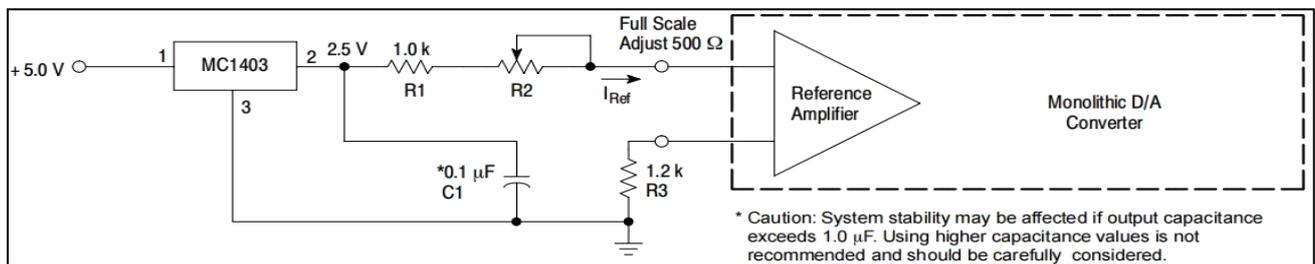 + 5.0 V
1
MC1403
2
3
2.5 V
1.0 k
R1
R2
I Ref
Full Scale
Adjust 500 Ω
*0.1 μF
C1
1.2 k
R3
Reference
Amplifier
Monolithic D/A
Converter
* Caution: System stability may be affected if output capacitance
exceeds 1.0 μF. Using higher capacitance values is not
recommended and should be carefully considered.